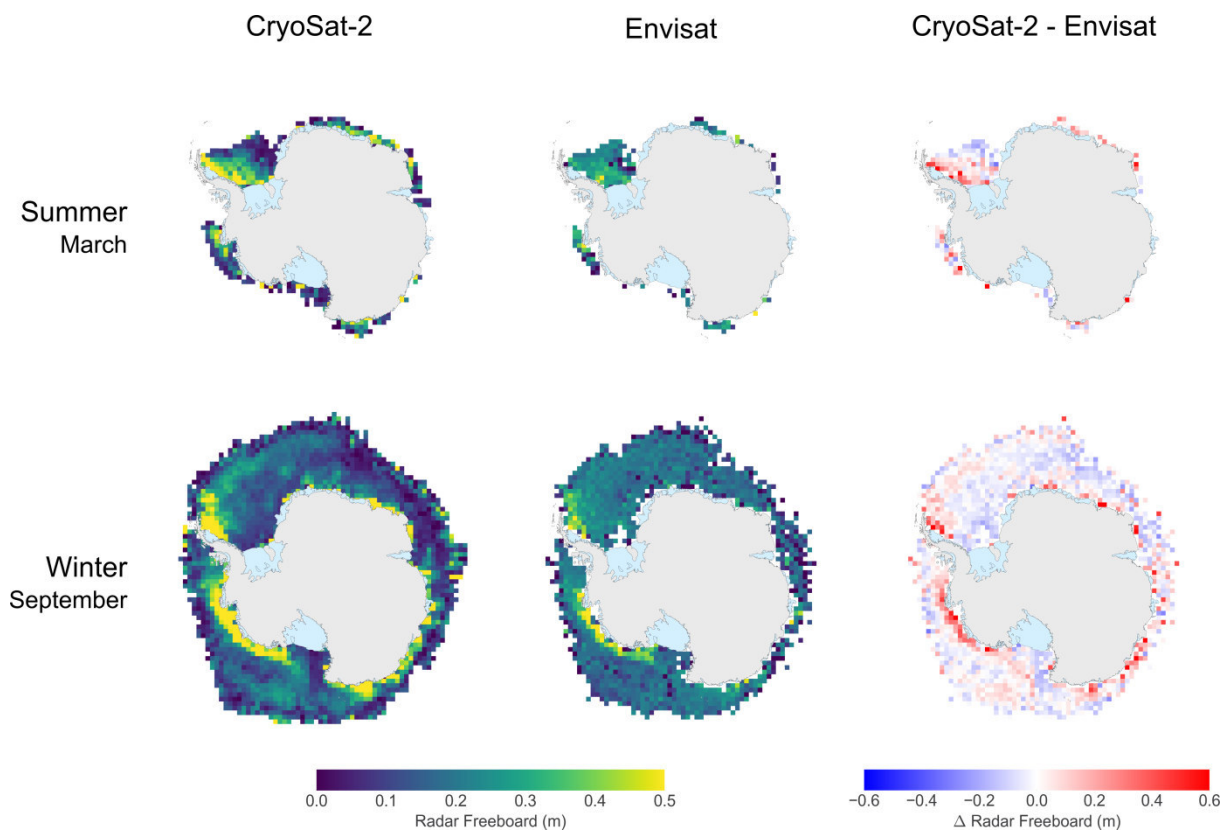 CryoSat-2 Envisat CryoSat-2 - Envisat
Summer
March
Winter
September
0.0 0.1 0.2 0.3 0.4 0.5
Radar Freeboard (m)
−0.6 −0.4 −0.2 0.0 0.2 0.4 0.6
Δ Radar Freeboard (m)